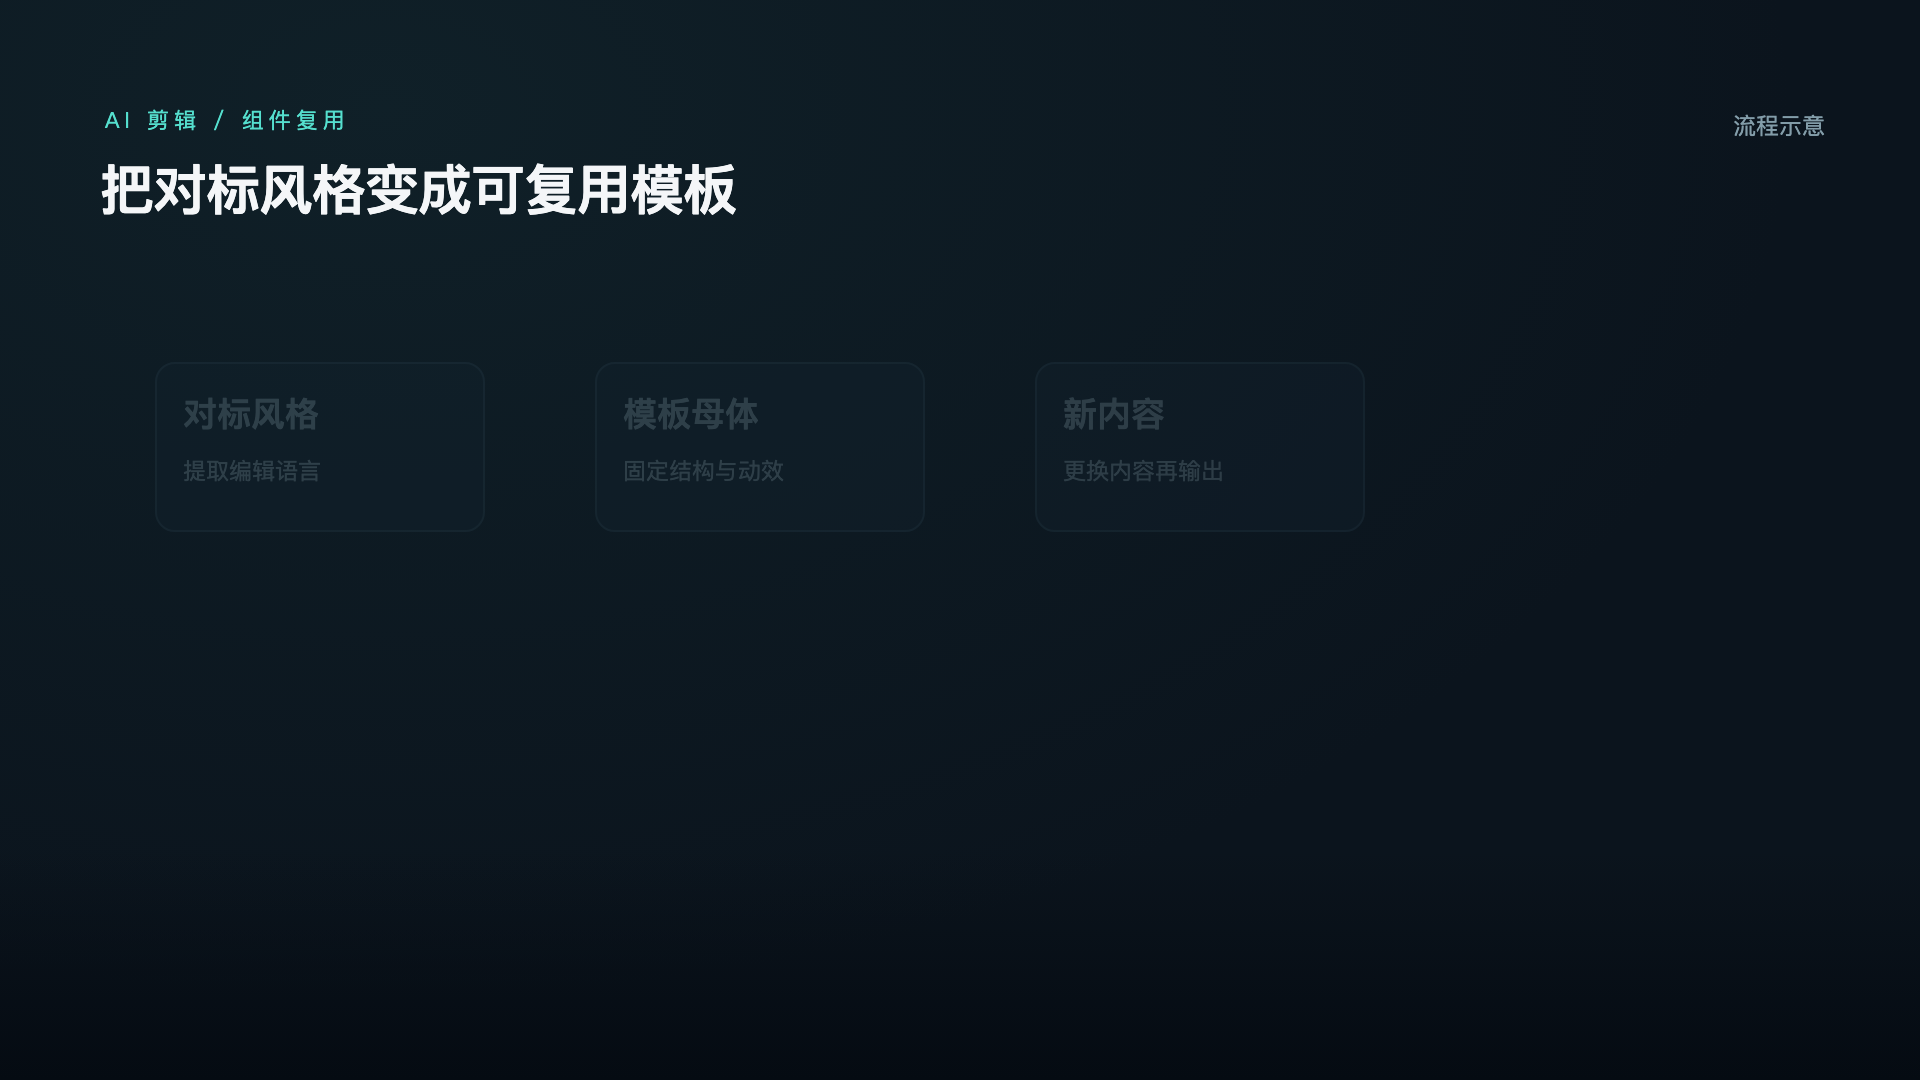 AI 剪辑 / 组件复用
流程示意
把对标风格变成可复用模板
对标风格
提取编辑语言
模板母体
固定结构与动效
新内容
更换内容再输出